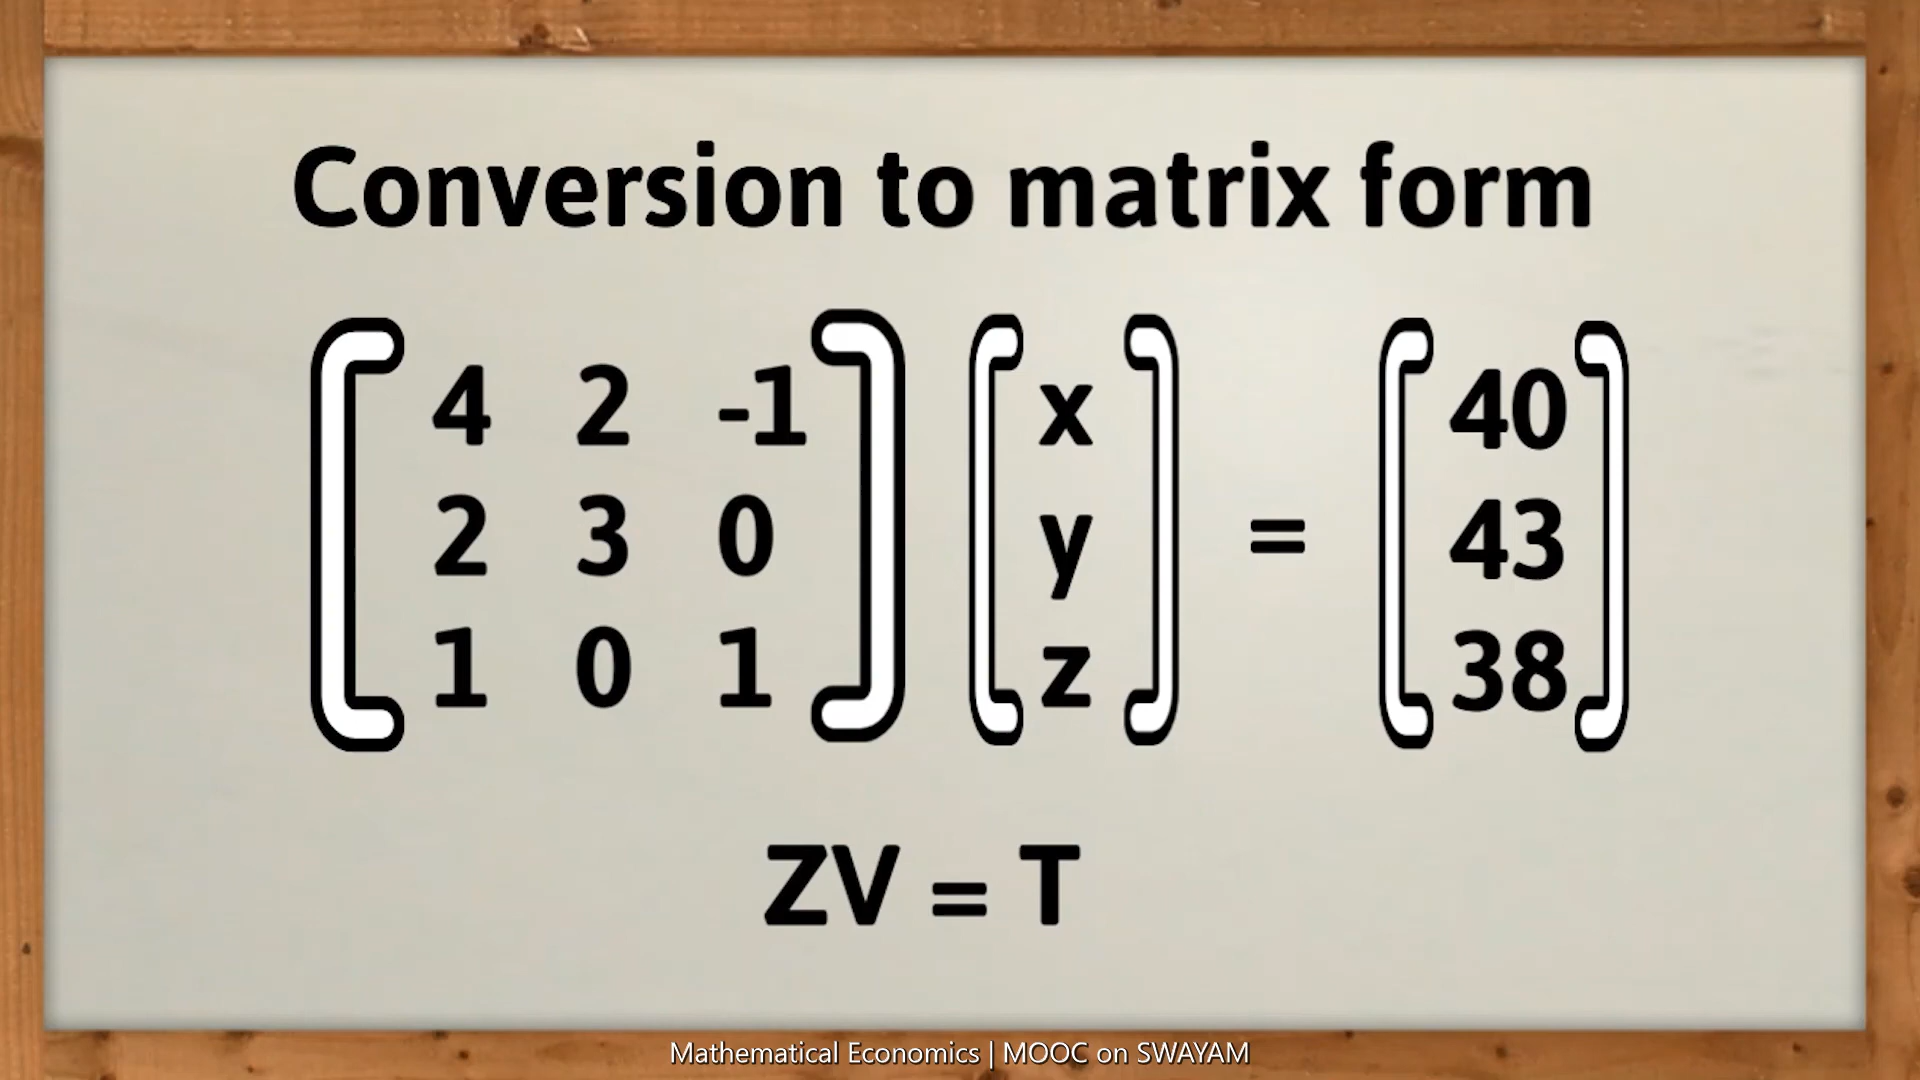 Conversion to matrix form
4 2 -1 x 40
2 3 0 y = 43
1 0 1 z 38
ZV = T
Mathematical Economics | MOOC on SWAYAM